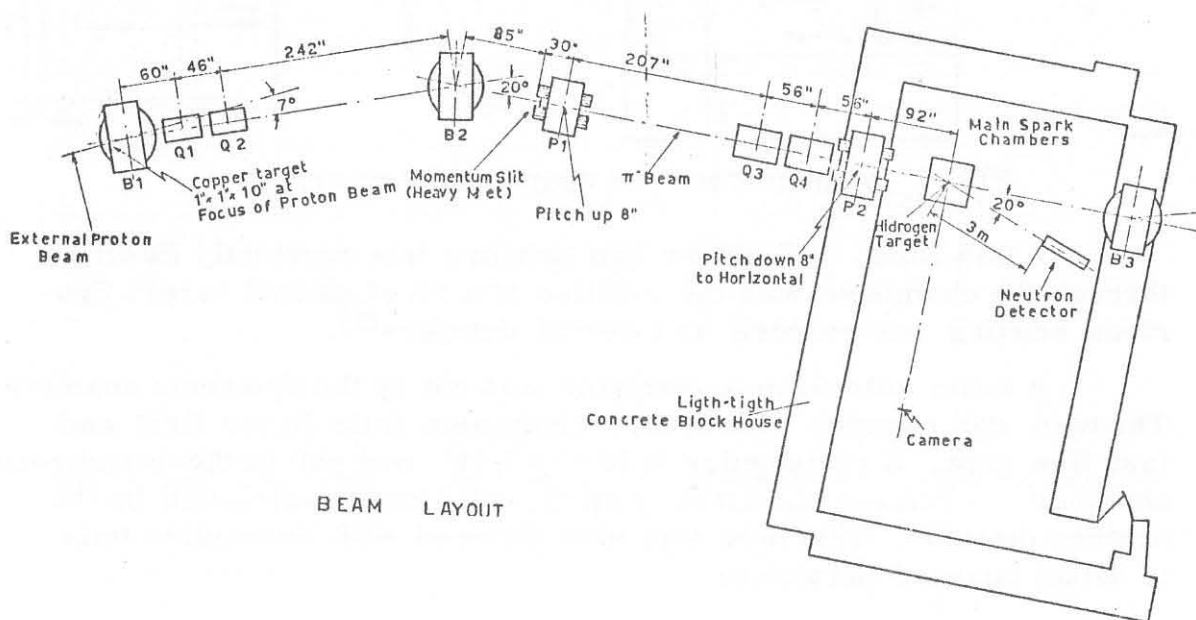 60"
46"
242"
85"
30"
207"
56"
56"
92"
7°
20°
20°
3m
B1
Q1
Q2
B2
P1
Q3
Q4
P2
B3
Copper target
1"x 1"x 10" at
Focus of Proton Beam
External Proton
Beam
Momentum Slit
(Heavy Met)
Pitch up 8"
π⁻ Beam
Pitch down 8"
to Horizontal
Hidrogen
Target
Main Spark
Chambers
Neutron
Detector
Ligth-tigth
Concrete Block House
Camera
BEAM LAYOUT